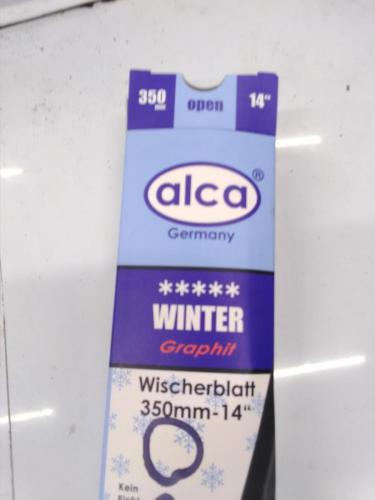 350 mm open 14"
alca®
Germany
*****
WINTER
Graphit
Wischerblatt
350mm-14"
Kein